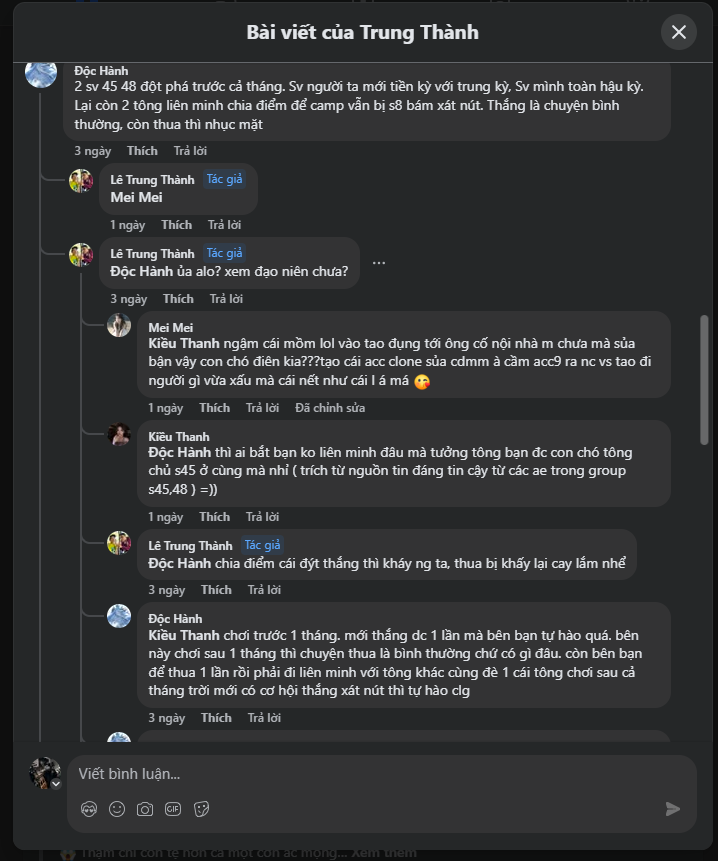 Bài viết của Trung Thành
Độc Hành
2 sv 45 48 đột phá trước cả tháng. Sv người ta mới tiền kỳ với trung kỳ, Sv mình toàn hậu kỳ.
Lại còn 2 tông liên minh chia điểm để camp vẫn bị s8 bám xát nút. Thắng là chuyện bình
thường, còn thua thì nhục mặt
3 ngày Thích Trả lời
Lê Trung Thành Tác giả
Mei Mei
1 ngày Thích Trả lời
Lê Trung Thành Tác giả
Độc Hành ủa alo? xem đạo niên chưa?
3 ngày Thích Trả lời
Mei Mei
Kiều Thanh ngậm cái mồm lol vào tao đụng tới ông cố nội nhà m chưa mà sủa
bận vậy con chó điên kia???tạo cái acc clone sủa cdmm à cầm acc9 ra nc vs tao đi
người gì vừa xấu mà cái nết như cái l á má 😋
1 ngày Thích Trả lời Đã chỉnh sửa
Kiều Thanh
Độc Hành thì ai bắt bạn ko liên minh đâu mà tưởng tông bạn đc con chó tông
chủ s45 ở cùng mà nhỉ ( trích từ nguồn tin đáng tin cậy từ các ae trong group
s45,48 ) =))
1 ngày Thích Trả lời
Lê Trung Thành Tác giả
Độc Hành chia điểm cái đýt thắng thì kháy ng ta, thua bị khấy lại cay lắm nhể
3 ngày Thích Trả lời
Độc Hành
Kiều Thanh chơi trước 1 tháng. mới thắng dc 1 lần mà bên bạn tự hào quá. bên
này chơi sau 1 tháng thì chuyện thua là bình thường chứ có gì đâu. còn bên bạn
để thua 1 lần rồi phải đi liên minh với tông khác cùng đè 1 cái tông chơi sau cả
tháng trời mới có cơ hội thắng xát nút thì tự hào clg
3 ngày Thích Trả lời
Viết bình luận...
GIF
Thậm chí còn tệ hơn cả một cơn ác mộng... Xem thêm